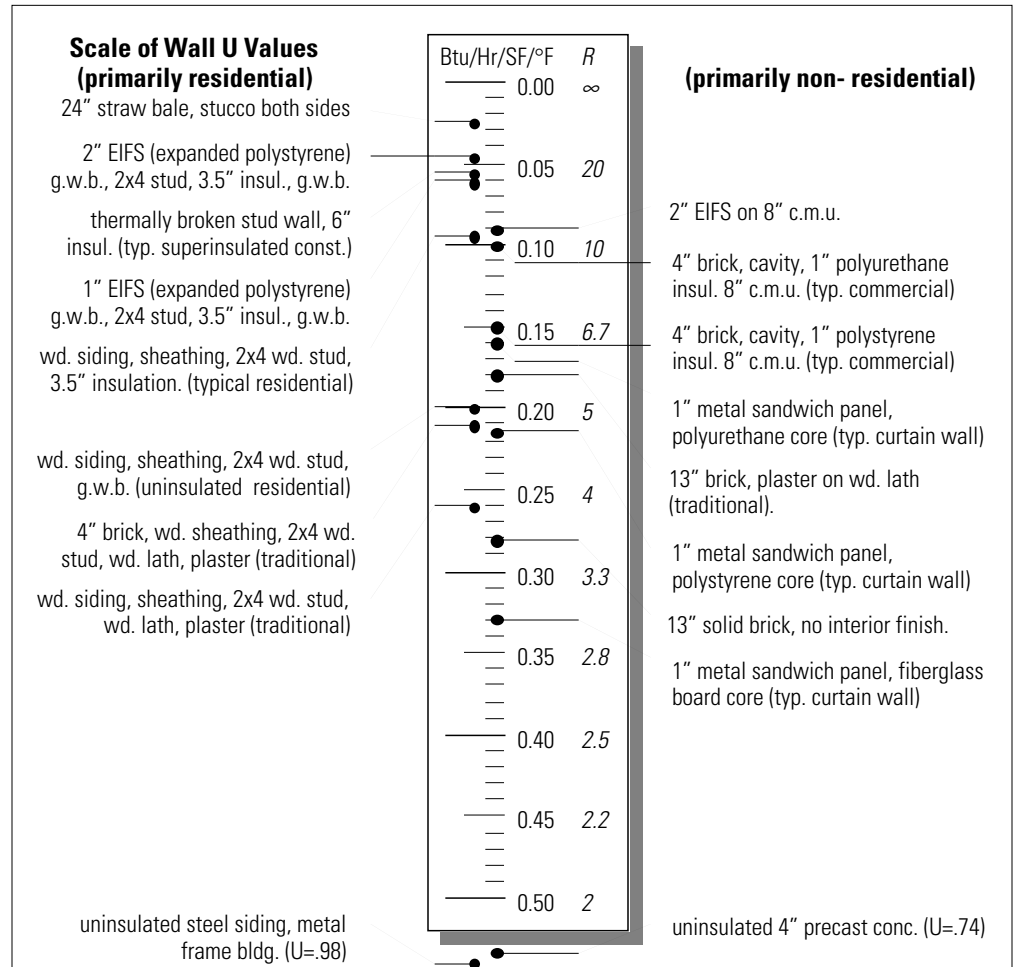 Scale of Wall U Values
(primarily residential)
24” straw bale, stucco both sides
2” EIFS (expanded polystyrene)
g.w.b., 2x4 stud, 3.5” insul., g.w.b.
thermally broken stud wall, 6”
insul. (typ. superinsulated const.)
1” EIFS (expanded polystyrene)
g.w.b., 2x4 stud, 3.5” insul., g.w.b.
wd. siding, sheathing, 2x4 wd. stud,
3.5” insulation. (typical residential)
wd. siding, sheathing, 2x4 wd. stud,
g.w.b. (uninsulated residential)
4” brick, wd. sheathing, 2x4 wd.
stud, wd. lath, plaster (traditional)
wd. siding, sheathing, 2x4 wd. stud,
wd. lath, plaster (traditional)
uninsulated steel siding, metal
frame bldg. (U=.98)
Btu/Hr/SF/°F R
0.00 ∞
0.05 20
0.10 10
0.15 6.7
0.20 5
0.25 4
0.30 3.3
0.35 2.8
0.40 2.5
0.45 2.2
0.50 2
(primarily non- residential)
2” EIFS on 8” c.m.u.
4” brick, cavity, 1” polyurethane
insul. 8” c.m.u. (typ. commercial)
4” brick, cavity, 1” polystyrene
insul. 8” c.m.u. (typ. commercial)
1” metal sandwich panel,
polyurethane core (typ. curtain wall)
13” brick, plaster on wd. lath
(traditional).
1” metal sandwich panel,
polystyrene core (typ. curtain wall)
13” solid brick, no interior finish.
1” metal sandwich panel, fiberglass
board core (typ. curtain wall)
uninsulated 4” precast conc. (U=.74)